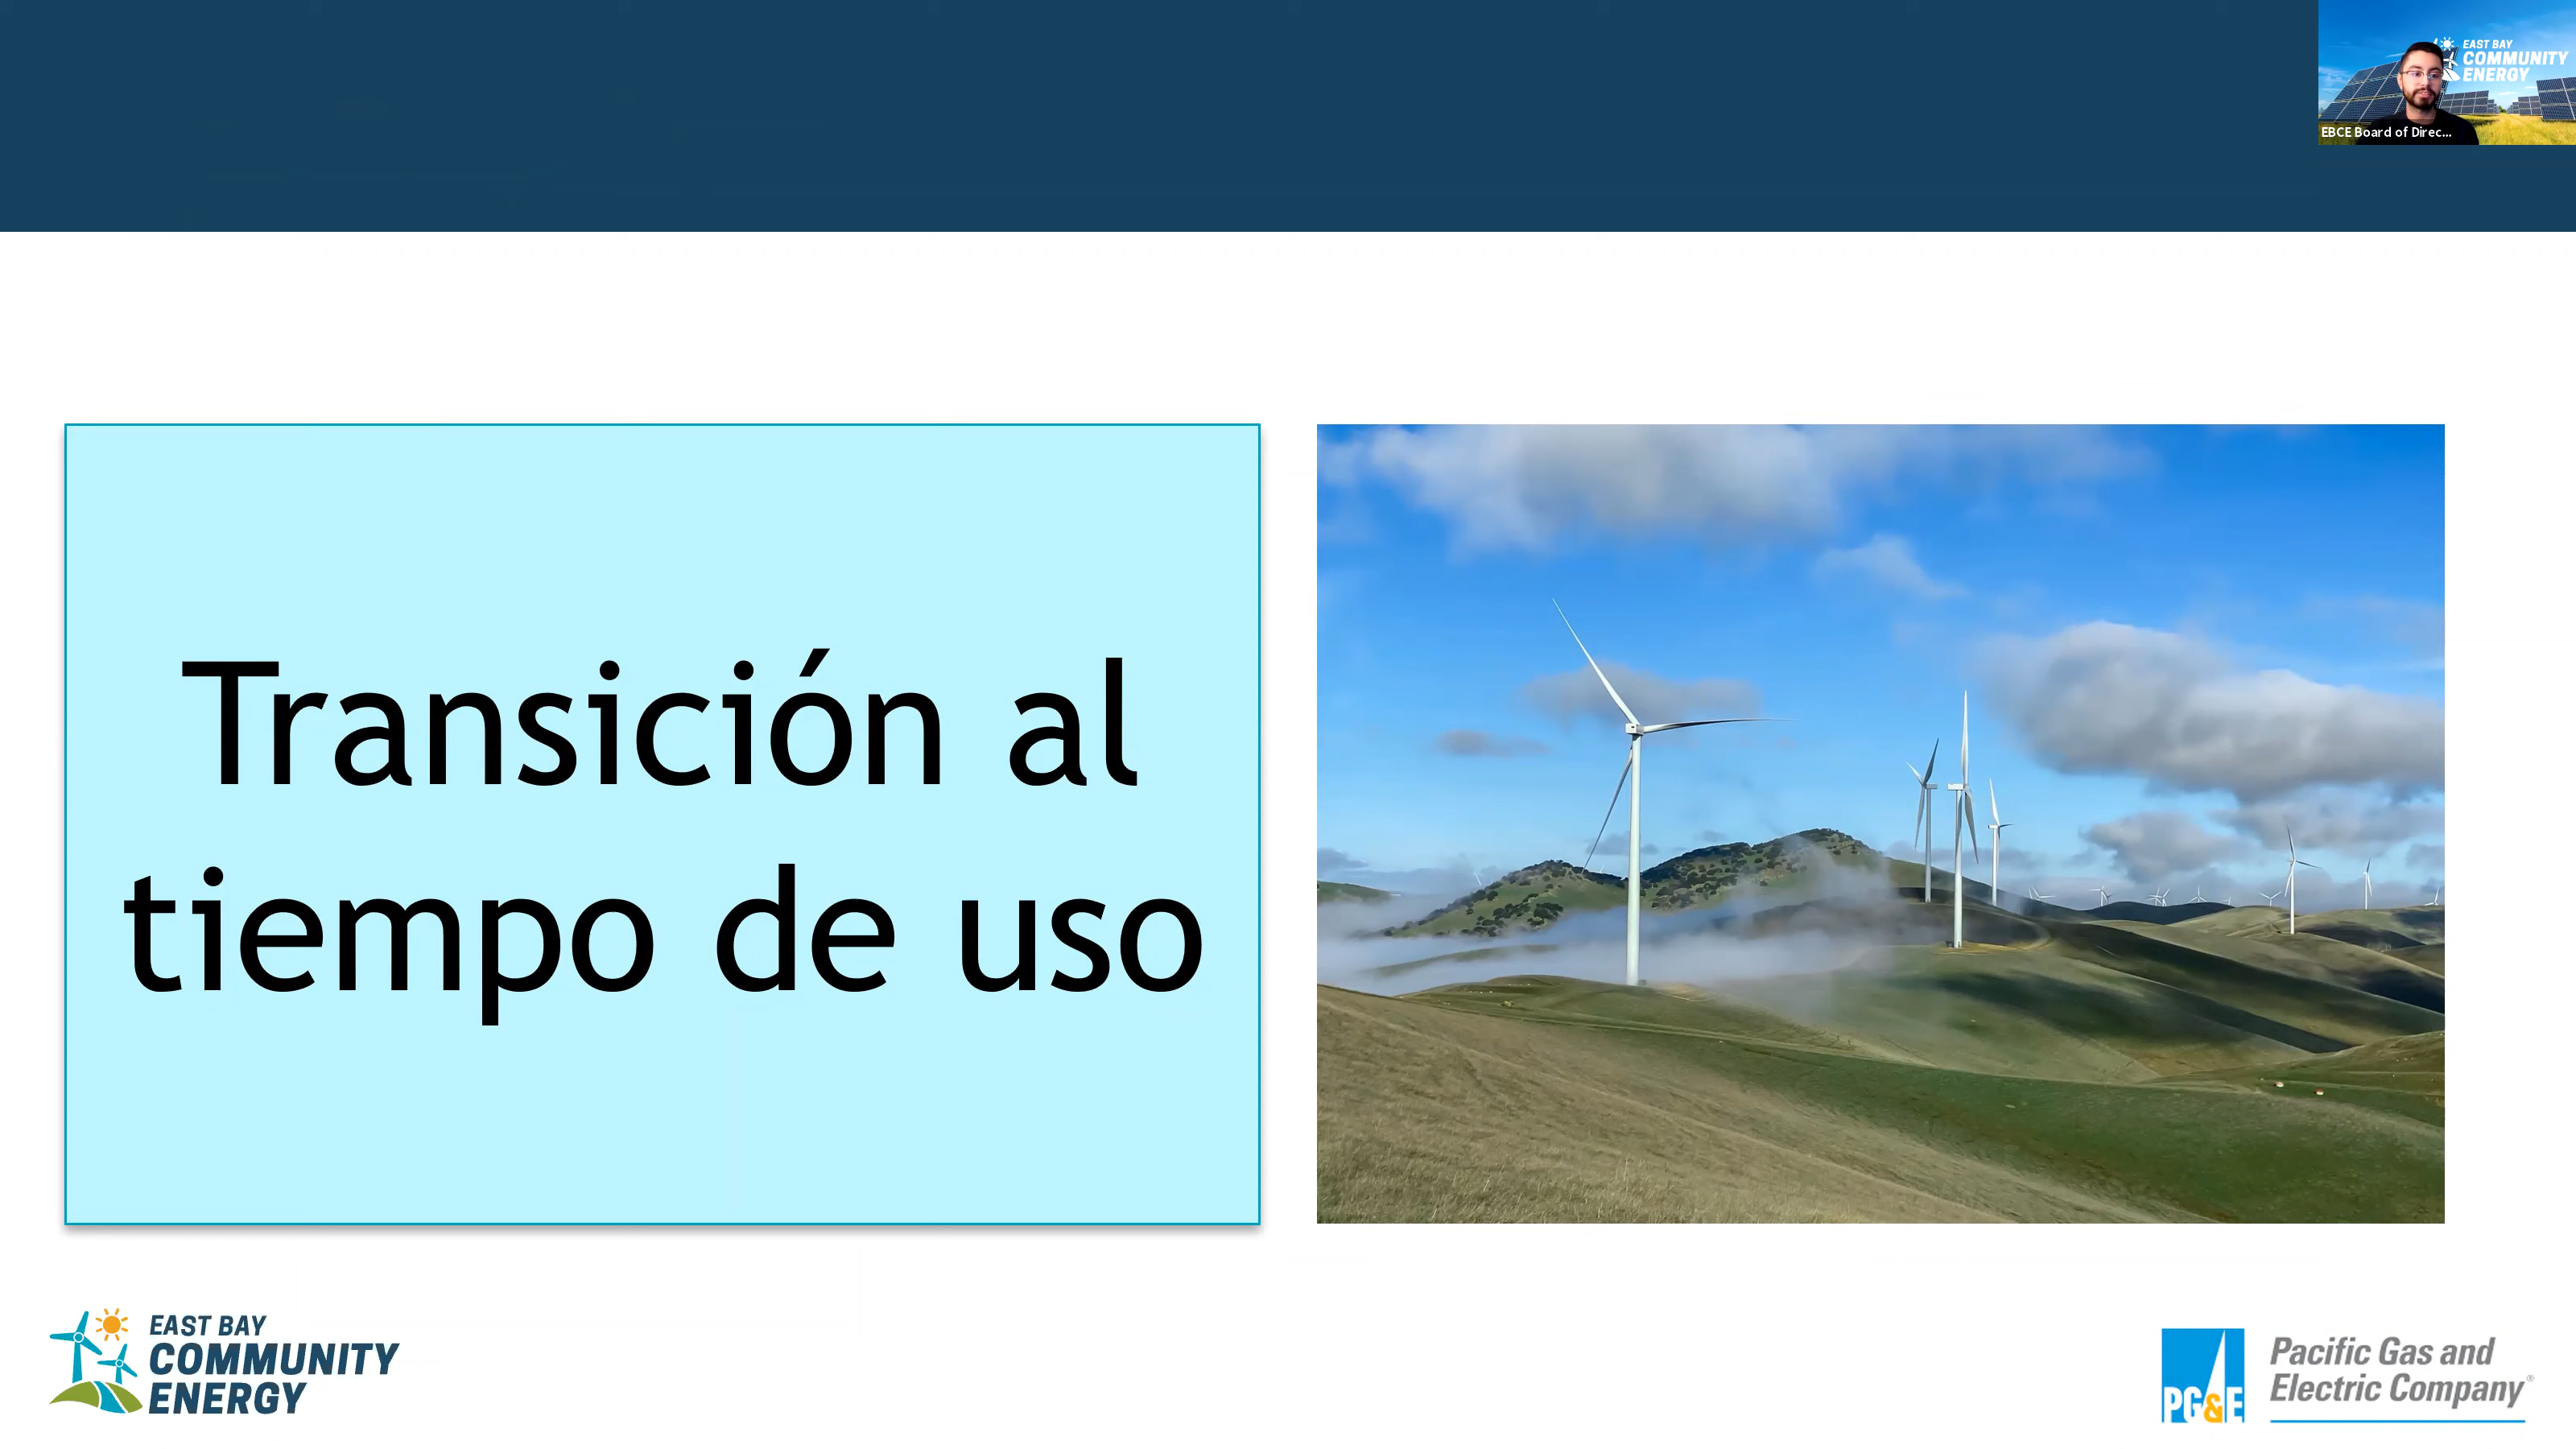 EAST BAY
COMMUNITY
ENERGY
EBCE Board of Direc...
Transición al
tiempo de uso
EAST BAY
COMMUNITY
ENERGY
PG&E
Pacific Gas and
Electric Company®